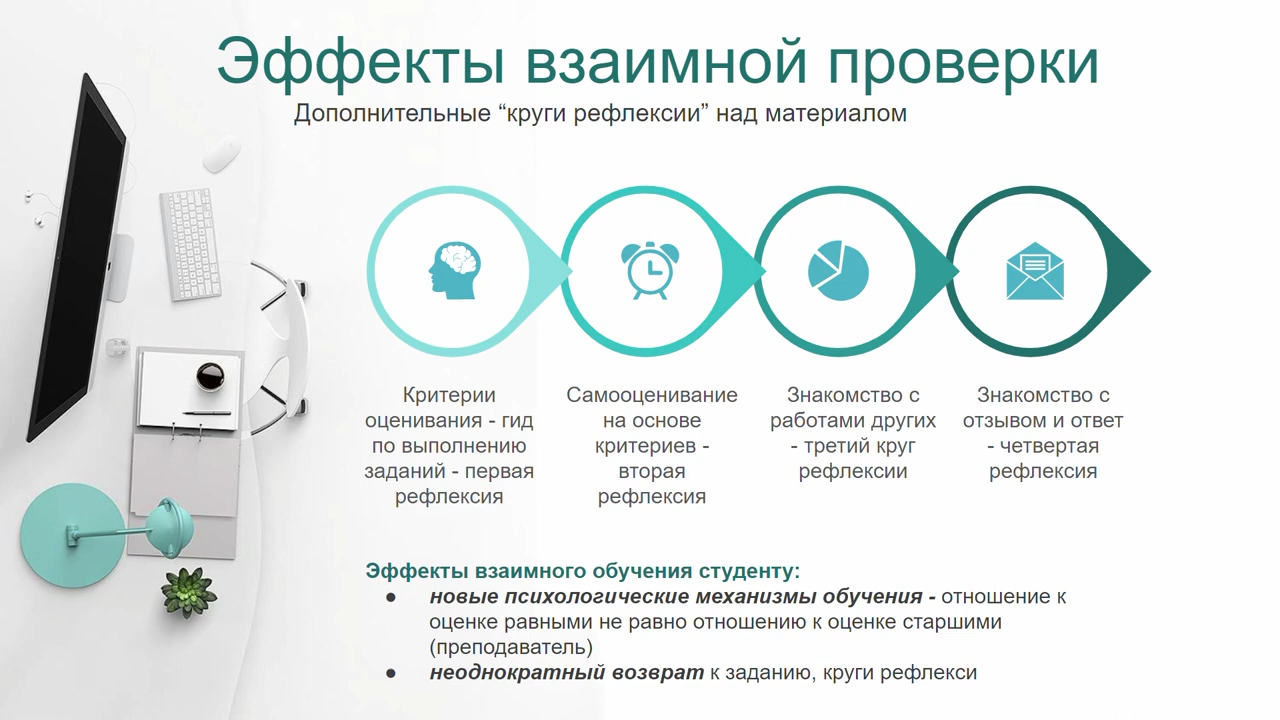 Эффекты взаимной проверки
Дополнительные “круги рефлексии” над материалом
Критерии
оценивания - гид
по выполнению
заданий - первая
рефлексия
Самооценивание
на основе
критериев -
вторая
рефлексия
Знакомство с
работами других
- третий круг
рефлексии
Знакомство с
отзывом и ответ
- четвертая
рефлексия
Эффекты взаимного обучения студенту:
● новые психологические механизмы обучения - отношение к
оценке равными не равно отношению к оценке старшими
(преподаватель)
● неоднократный возврат к заданию, круги рефлекси